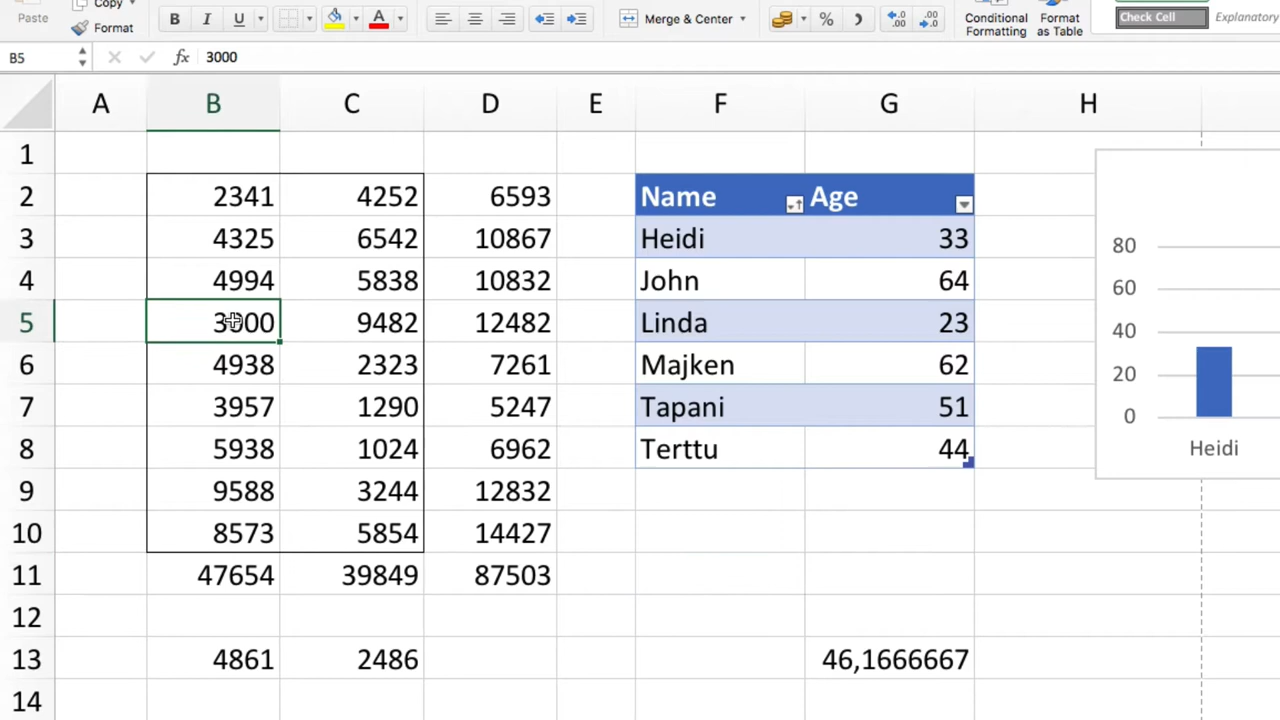 Paste Copy
Format
B I U A
Merge & Center
%
Conditional Formatting
Format as Table
Check Cell Explanatory
B5 fx 3000
A B C D E F G H
1
2 2341 4252 6593 Name Age
3 4325 6542 10867 Heidi 33
4 4994 5838 10832 John 64
5 3000 9482 12482 Linda 23
6 4938 2323 7261 Majken 62
7 3957 1290 5247 Tapani 51
8 5938 1024 6962 Terttu 44
9 9588 3244 12832
10 8573 5854 14427
11 47654 39849 87503
12
13 4861 2486 46,1666667
14
80
60
40
20
0
Heidi